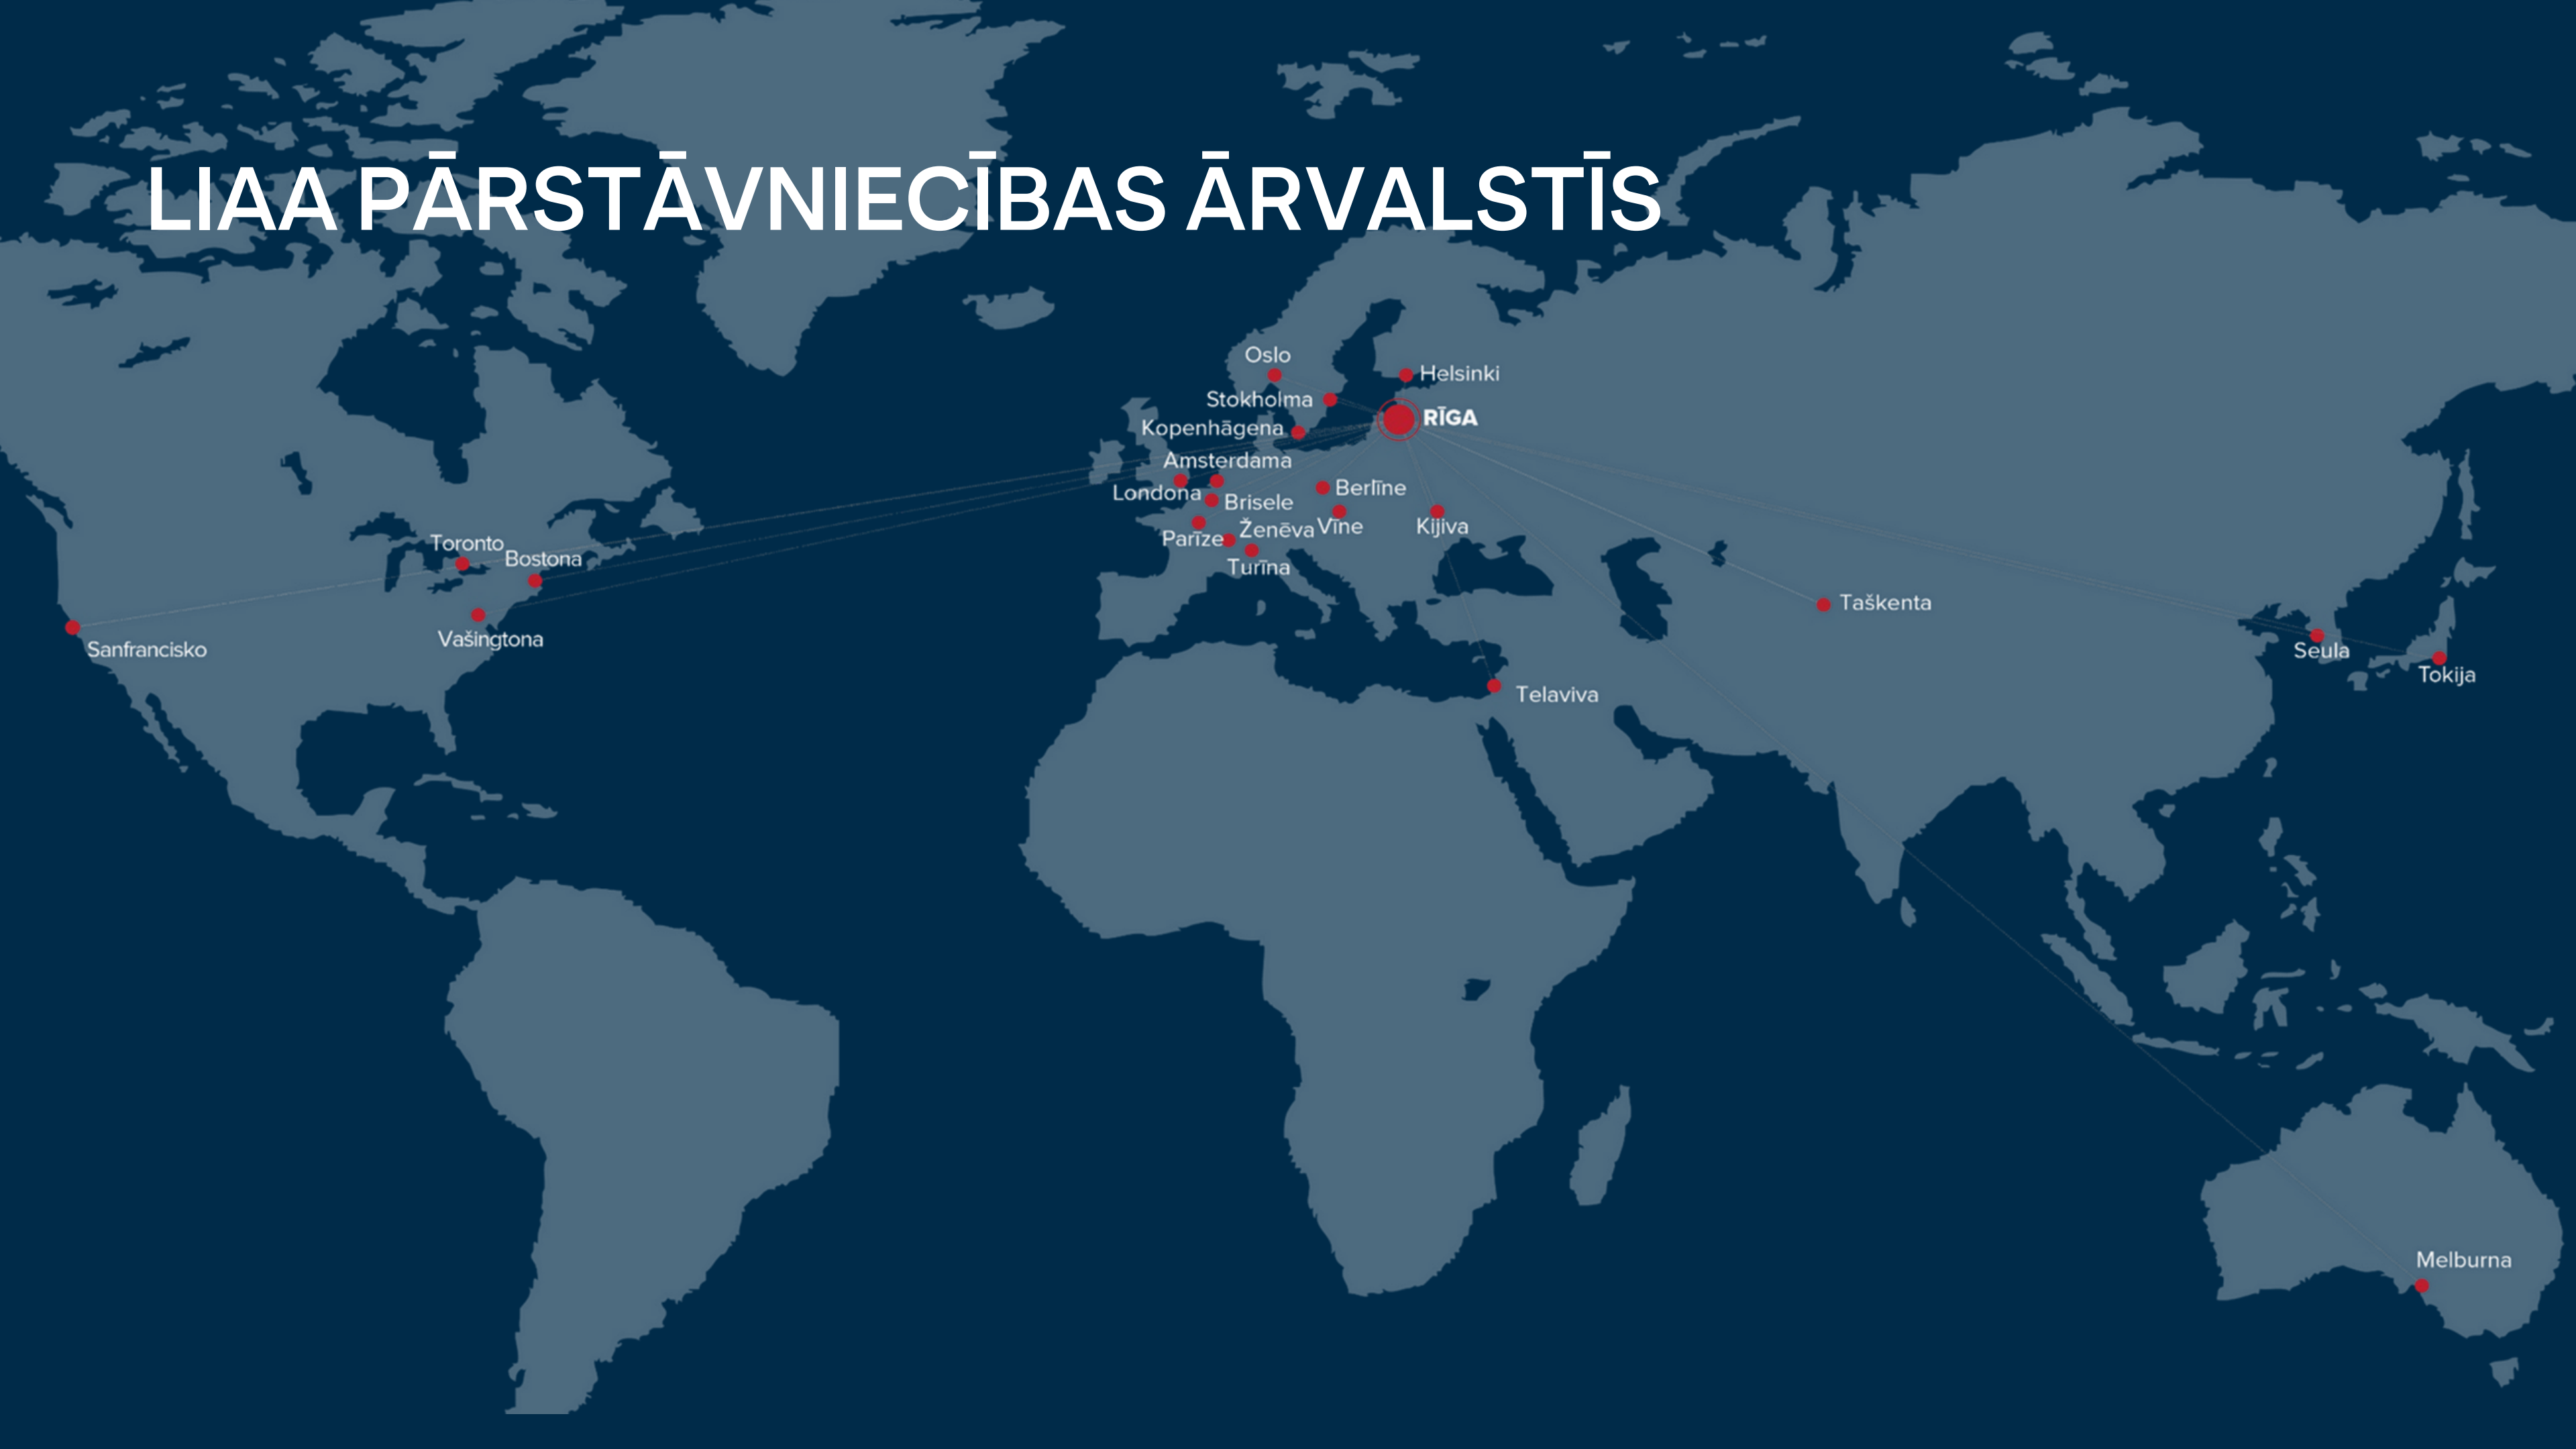 LIAA PĀRSTĀVNIECĪBAS ĀRVALSTĪS
Oslo
Helsinki
Stokholma
RĪGA
Kopenhāgena
Amsterdama
Londona
Brisele
Berlīne
Parīze
Ženēva
Vīne
Kijiva
Turīna
Toronto
Bostona
Sanfrancisko
Vašingtona
Taškenta
Seula
Tokija
Telaviva
Melburna